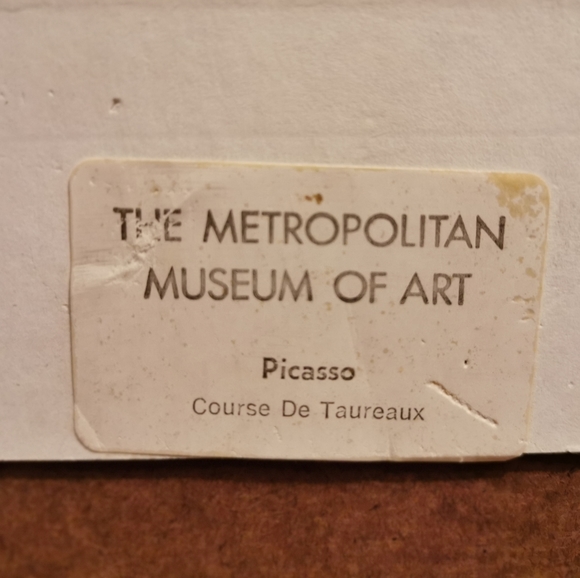 THE METROPOLITAN
MUSEUM OF ART
Picasso
Course De Taureaux